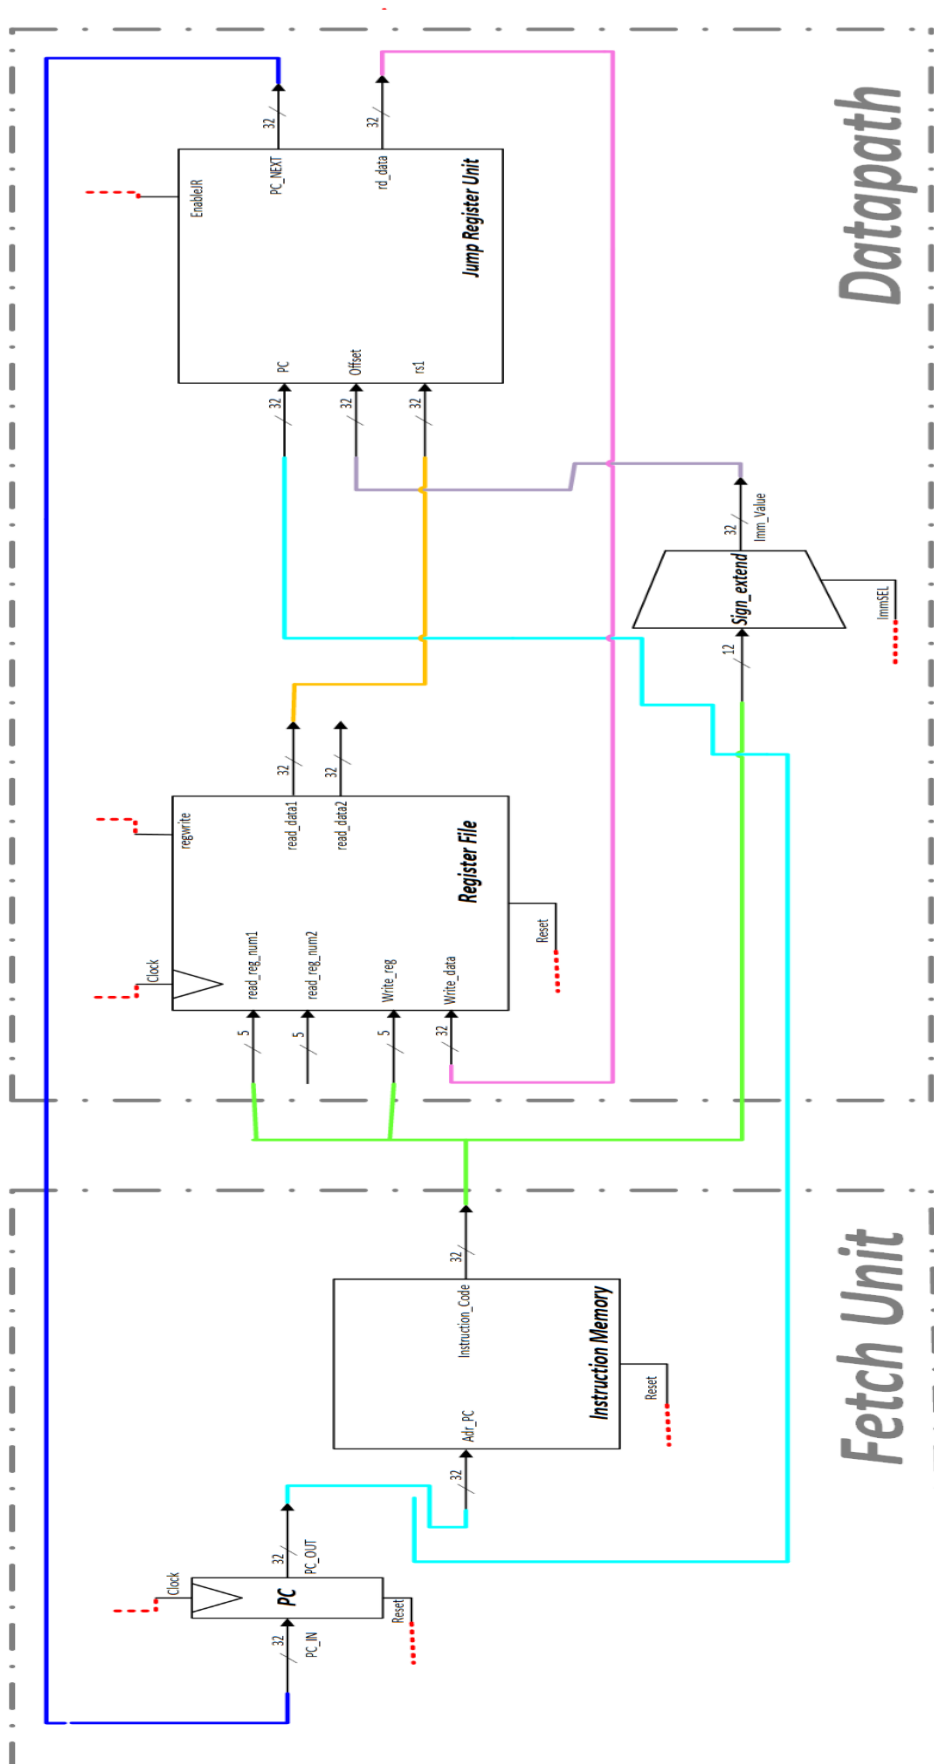 Fetch Unit
Clock
32
PC_IN
PC
32
PC_OUT
Reset
32
Adr_PC
Instruction_Code
32
Instruction Memory
Reset
Datapath
Clock
regwrite
5
read_reg_num1
5
read_reg_num2
5
Write_reg
32
Write_data
read_data1
32
read_data2
32
Register File
Reset
12
Sign_extend
32
Imm_Value
ImmSEL
EnableJR
32
PC
32
Offset
32
rs1
PC_NEXT
32
rd_data
32
Jump Register Unit